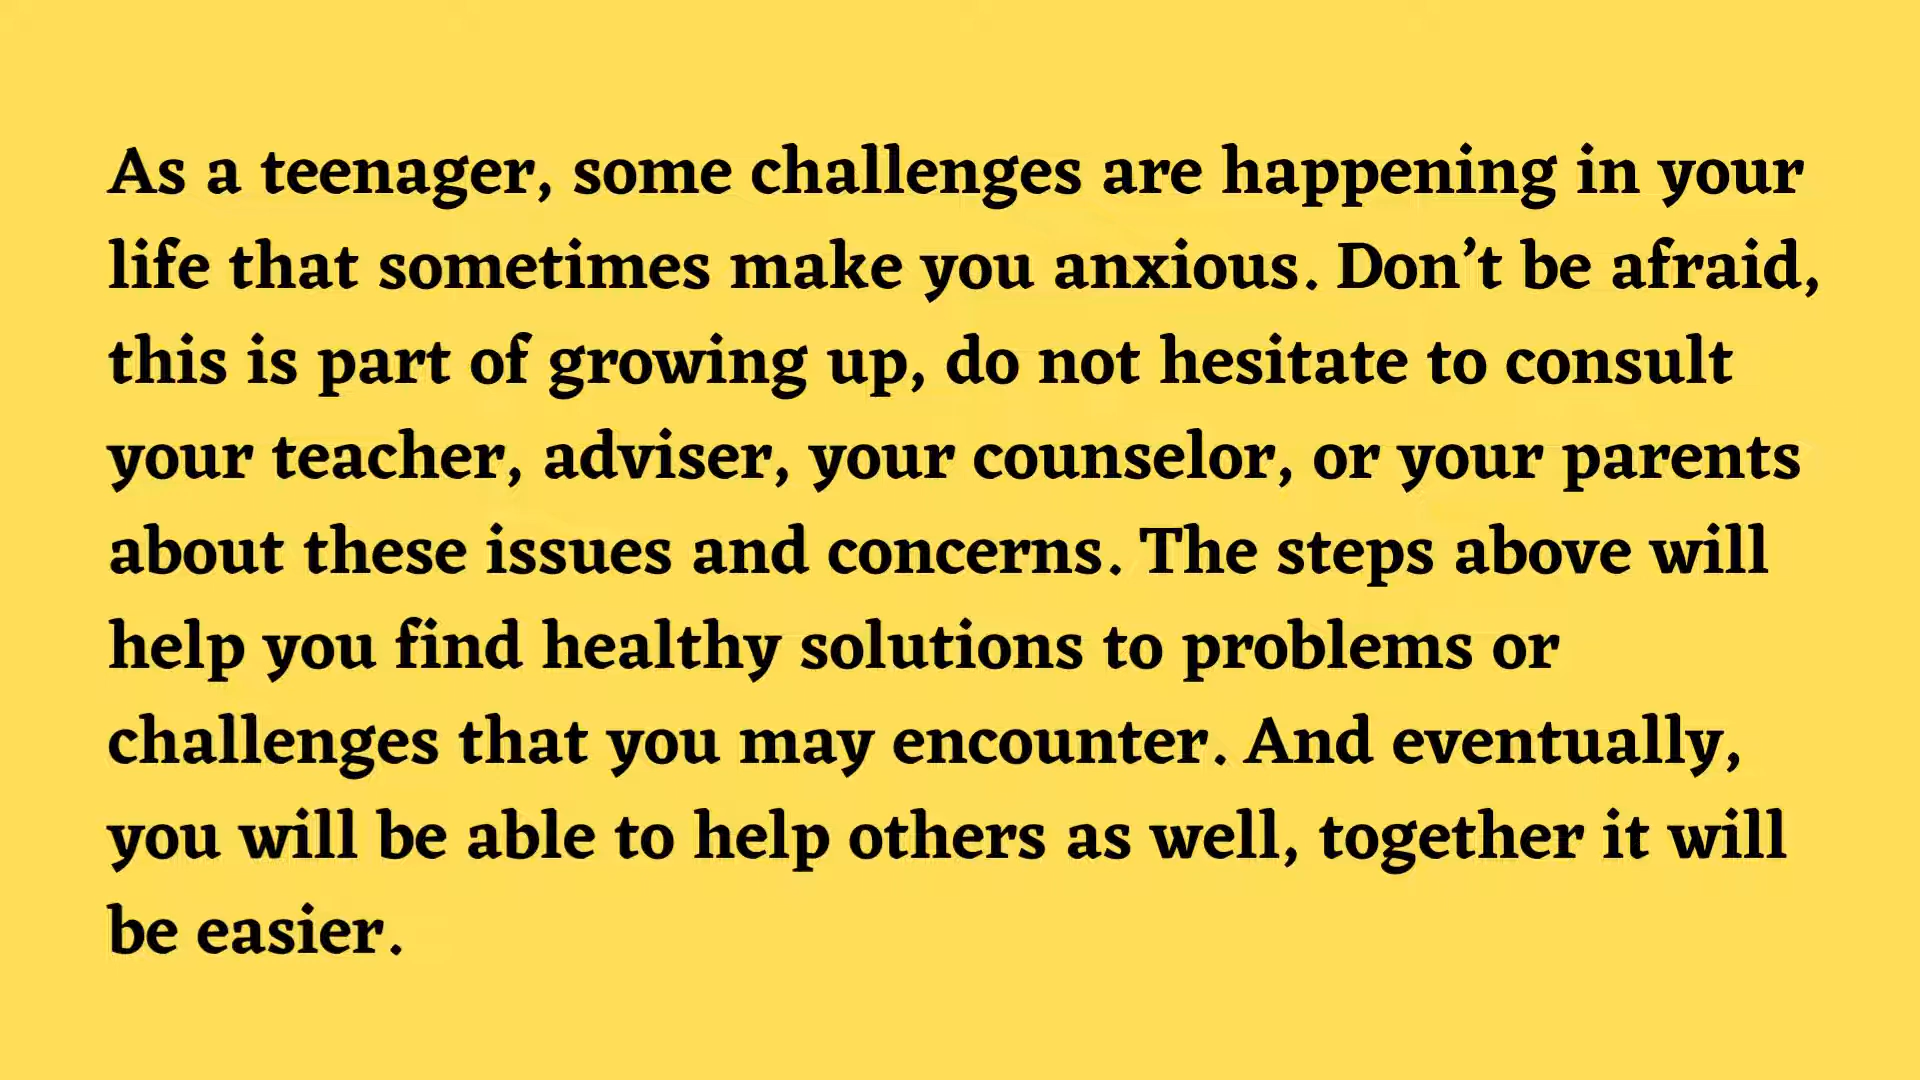 As a teenager, some challenges are happening in your
life that sometimes make you anxious. Don’t be afraid,
this is part of growing up, do not hesitate to consult
your teacher, adviser, your counselor, or your parents
about these issues and concerns. The steps above will
help you find healthy solutions to problems or
challenges that you may encounter. And eventually,
you will be able to help others as well, together it will
be easier.